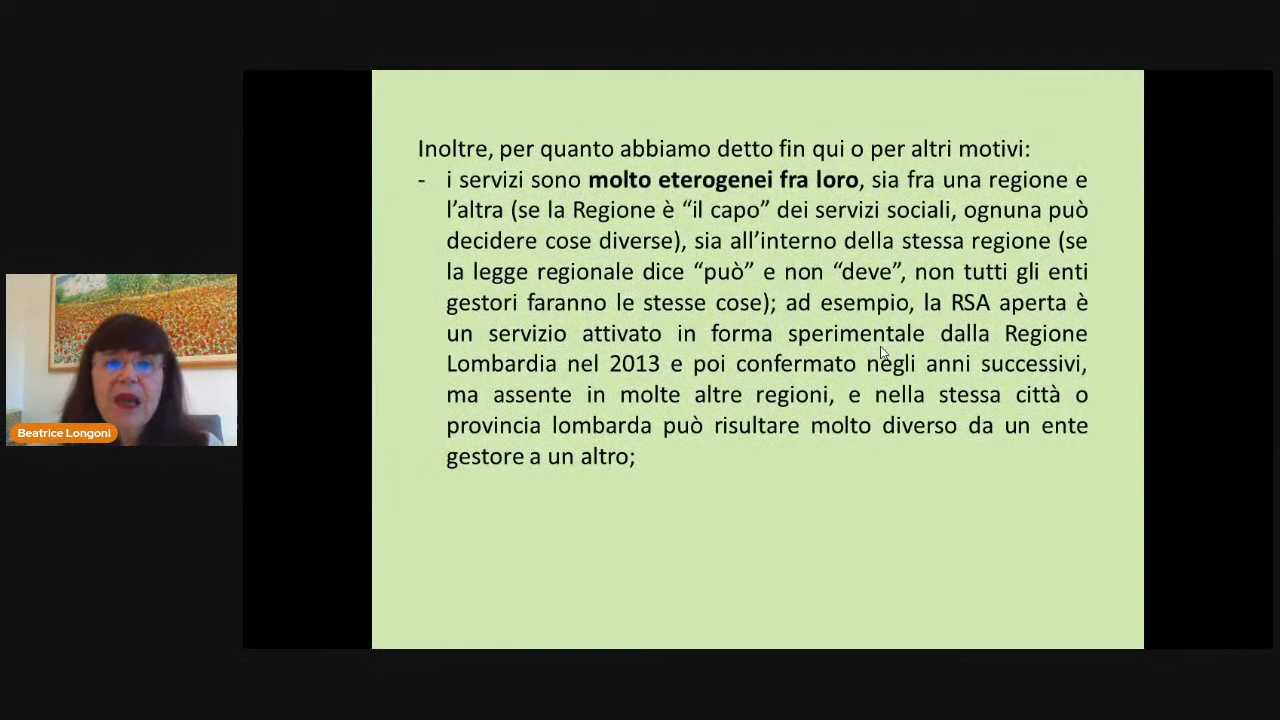 Inoltre, per quanto abbiamo detto fin qui o per altri motivi:
- i servizi sono molto eterogenei fra loro, sia fra una regione e
l’altra (se la Regione è “il capo” dei servizi sociali, ognuna può
decidere cose diverse), sia all’interno della stessa regione (se
la legge regionale dice “può” e non “deve”, non tutti gli enti
gestori faranno le stesse cose); ad esempio, la RSA aperta è
un servizio attivato in forma sperimentale dalla Regione
Lombardia nel 2013 e poi confermato negli anni successivi,
ma assente in molte altre regioni, e nella stessa città o
provincia lombarda può risultare molto diverso da un ente
gestore a un altro;
Beatrice Longoni